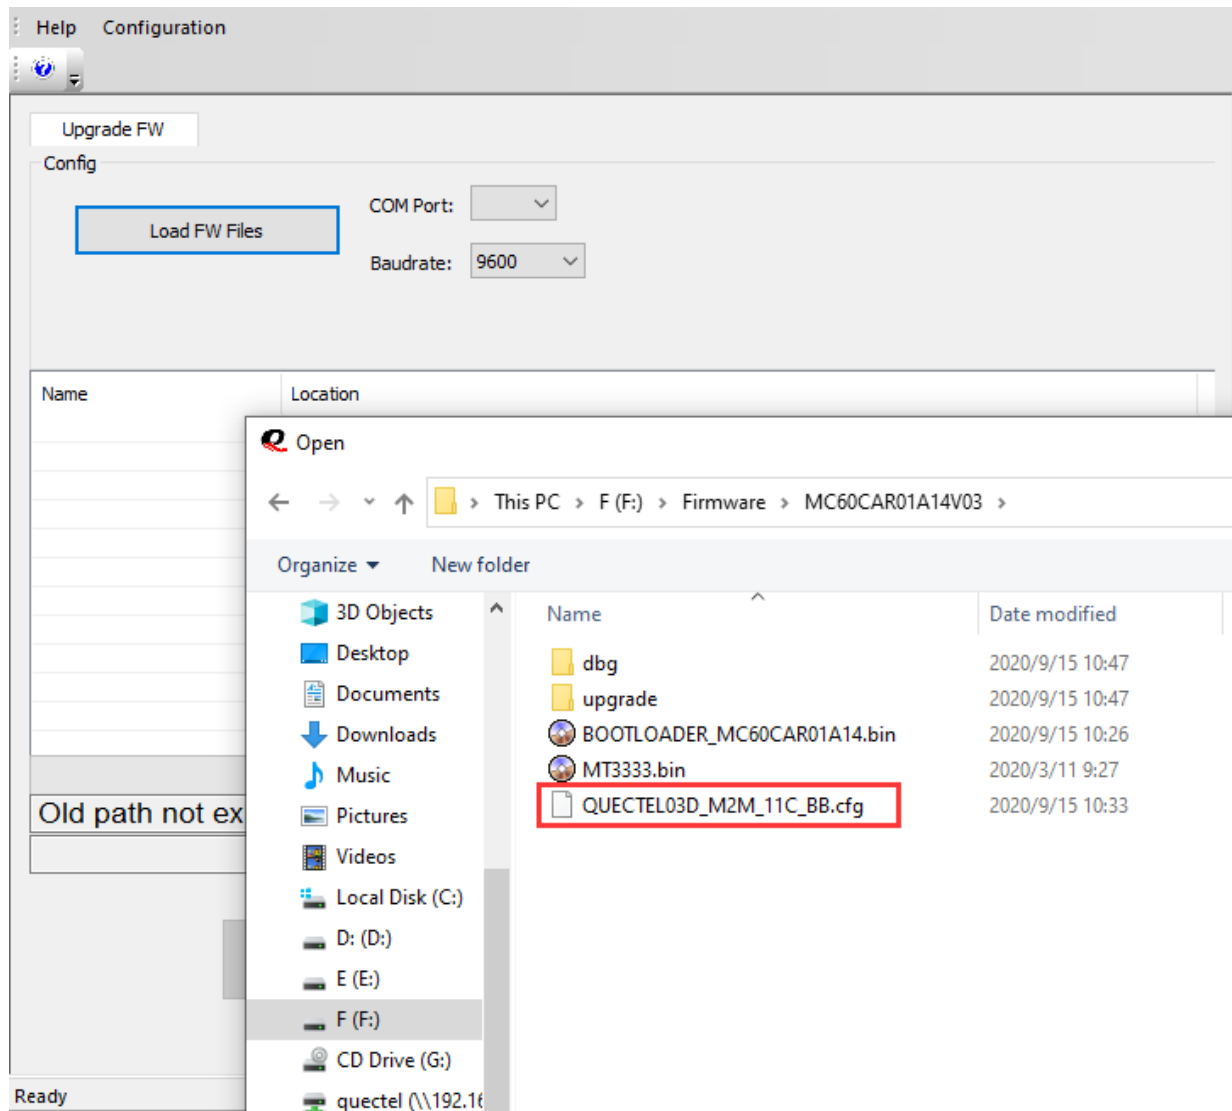 Help Configuration
Upgrade FW
Config
Load FW Files
COM Port:
Baudrate: 9600
Name Location
Open
This PC > F (F:) > Firmware > MC60CAR01A14V03 >
Organize New folder
Name Date modified
3D Objects
Desktop
Documents
Downloads
Music
Pictures
Videos
Local Disk (C:)
D: (D:)
E (E:)
F (F:)
CD Drive (G:)
quectel (\\192.16
dbg 2020/9/15 10:47
upgrade 2020/9/15 10:47
BOOTLOADER_MC60CAR01A14.bin 2020/9/15 10:26
MT3333.bin 2020/3/11 9:27
QUECTEL03D_M2M_11C_BB.cfg 2020/9/15 10:33
Old path not ex
Ready